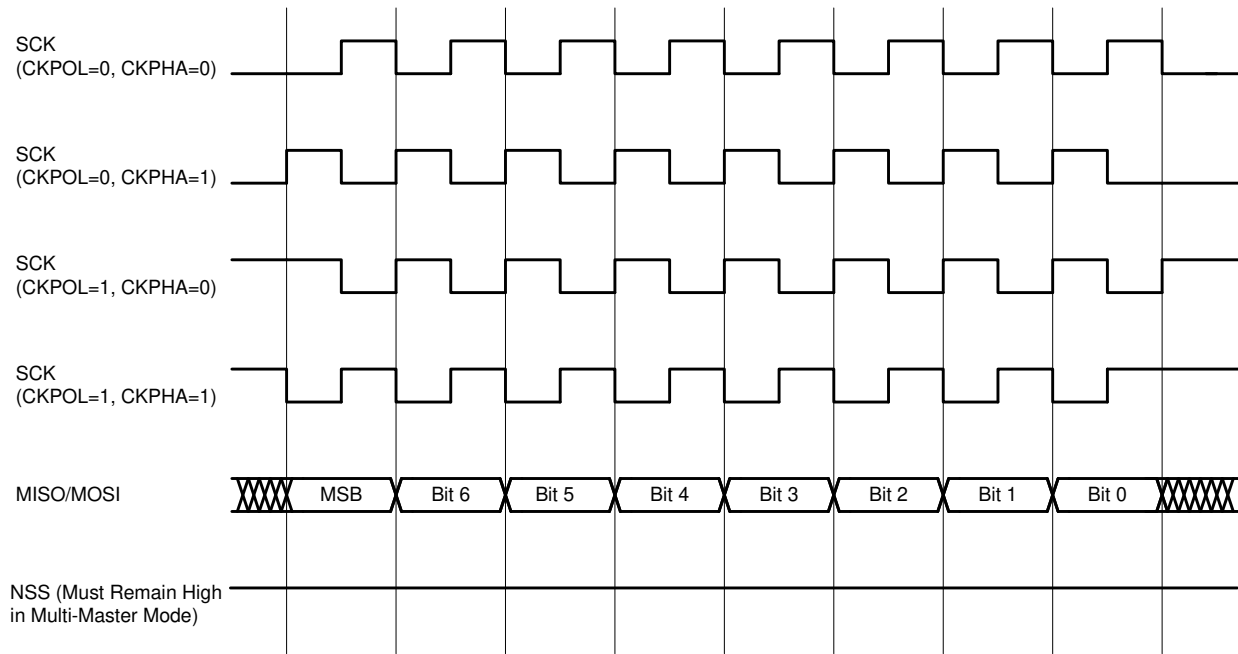 SCK
(CKPOL=0, CKPHA=0)
SCK
(CKPOL=0, CKPHA=1)
SCK
(CKPOL=1, CKPHA=0)
SCK
(CKPOL=1, CKPHA=1)
MISO/MOSI MSB Bit 6 Bit 5 Bit 4 Bit 3 Bit 2 Bit 1 Bit 0
NSS (Must Remain High
in Multi-Master Mode)